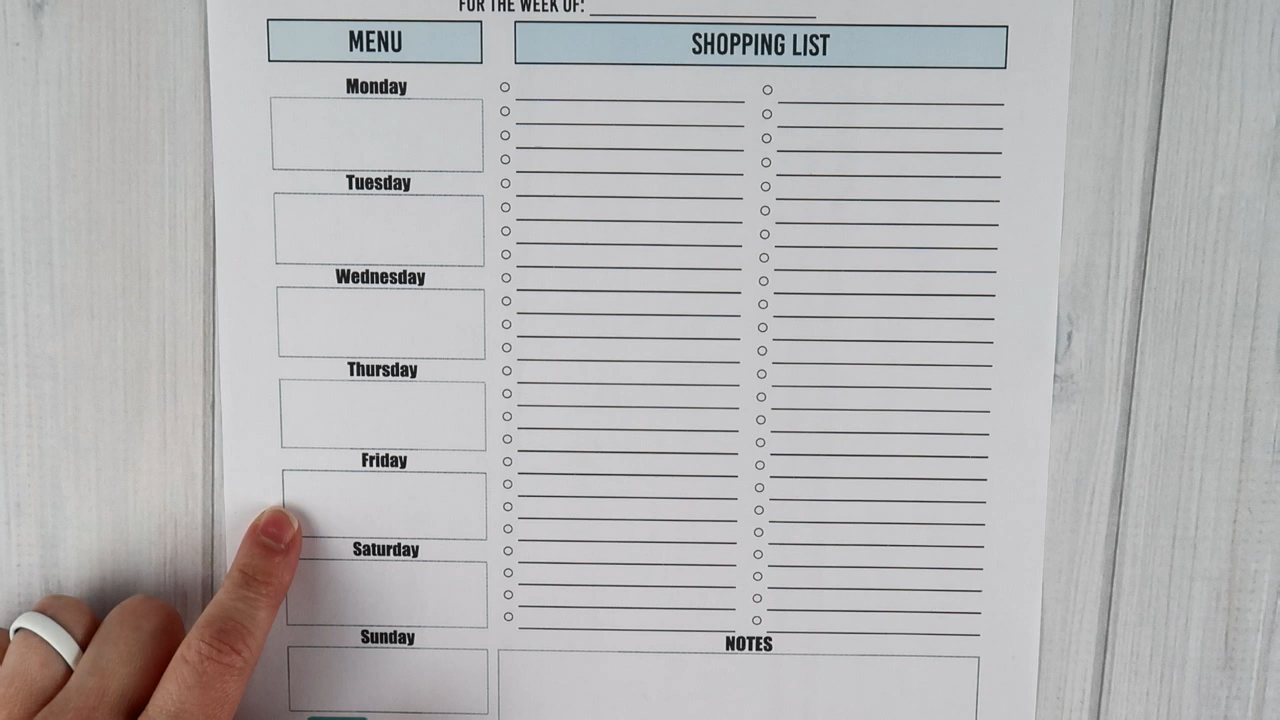 FOR THE WEEK OF:
MENU
SHOPPING LIST
Monday
Tuesday
Wednesday
Thursday
Friday
Saturday
Sunday
NOTES